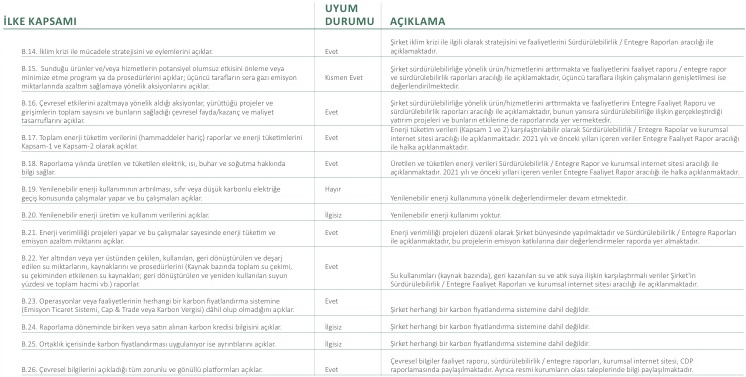 İLKE KAPSAMI
UYUM
DURUMU
AÇIKLAMA
B.14. İklim krizi ile mücadele stratejisini ve eylemlerini açıklar.
Evet
Şirket iklim krizi ile ilgili olarak stratejisini ve faaliyetlerini Sürdürülebilirlik / Entegre Raporları aracılığı ile
açıklamaktadır.
B.15. Sunduğu ürünler ve/veya hizmetlerin potansiyel olumsuz etkisini önleme veya
minimize etme program ya da prosedürlerini açıklar; üçüncü tarafların sera gazı emisyon
miktarlarında azaltım sağlamaya yönelik aksiyonlarını açıklar.
Kısmen Evet
Şirket sürdürülebilirliğe yönelik ürün/hizmetlerini arttırmakta ve faaliyetlerini faaliyet raporu / entegre rapor
ve sürdürülebilirlik raporları aracılığı ile açıklamaktadır, üçüncü taraflara ilişkin çalışmaların genişletilmesi ise
değerlendirilmektedir.
B.16. Çevresel etkilerini azaltmaya yönelik aldığı aksiyonlar, yürüttüğü projeler ve
girişimlerin toplam sayısını ve bunların sağladığı çevresel fayda/kazanç ve maliyet
tasarruflarını açıklar.
Evet
Şirket sürdürülebilirliğe yönelik ürün/hizmetlerini arttırmakta ve faaliyetlerini Entegre Faaliyet Raporu ve
sürdürülebilirlik raporları aracılığı ile açıklamaktadır, bunun yanısıra sürdürülebilirliğe ilişkin gerçekleştirdiği
yatırım projeleri ve bunların etkilerine de raporlarında yer vermektedir.
B.17. Toplam enerji tüketim verilerini (hammaddeler hariç) raporlar ve enerji tüketimlerini
Kapsam-1 ve Kapsam-2 olarak açıklar.
Evet
Enerji tüketim verileri (Kapsam 1 ve 2) karşılaştırılabilir olarak Sürdürülebilirlik / Entegre Rapolar ve kurumsal
internet sitesi aracılığı ile açıklanmaktadır. 2021 yılı ve önceki yılları içeren veriler Entegre Faaliyet Rapor aracılığı
ile halka açıklanmaktadır.
B.18. Raporlama yılında üretilen ve tüketilen elektrik, ısı, buhar ve soğutma hakkında
bilgi sağlar.
Evet
Üretilen ve tüketilen enerji verileri Sürdürülebilirlik / Entegre Rapor ve kurumsal internet sitesi aracılığı ile
açıklanmaktadır. 2021 yılı ve önceki yılları içeren veriler Entegre Faaliyet Rapor aracılığı ile halka açıklanmaktadır.
B.19. Yenilenebilir enerji kullanımının artırılması, sıfır veya düşük karbonlu elektriğe
geçiş konusunda çalışmalar yapar ve bu çalışmaları açıklar.
Hayır
Yenilenebilir enerji kullanımına yönelik değerlendirmeler devam etmektedir.
B.20. Yenilenebilir enerji üretim ve kullanım verilerini açıklar.
İlgisiz
Yenilenebilir enerji kullanımı yoktur.
B.21. Enerji verimliliği projeleri yapar ve bu çalışmalar sayesinde enerji tüketim ve
emisyon azaltım miktarını açıklar.
Evet
Enerji verimliliği projeleri düzenli olarak Şirket bünyesinde yapılmaktadır ve Sürdürülebilirlik / Entegre Raporları
ile açıklanmaktadır, bu projelerin emisyon katkılarına dair değerlendirmeler raporda yer almaktadır.
B.22. Yer altından veya yer üstünden çekilen, kullanılan, geri dönüştürülen ve deşarj
edilen su miktarlarını, kaynaklarını ve prosedürlerini (Kaynak bazında toplam su çekimi,
su çekiminden etkilenen su kaynakları; geri dönüştürülen ve yeniden kullanılan suyun
yüzdesi ve toplam hacmi vb.) raporlar.
Evet
Su kullanımları (kaynak bazında), geri kazanılan su ve atık suya ilişkin karşılaştırmalı veriler Şirket'in
Sürdürülebilirlik / Entegre Faaliyet Raporları ve kurumsal internet sitesi aracılığı ile açıklanmaktadır.
B.23. Operasyonlar veya faaliyetlerinin herhangi bir karbon fiyatlandırma sistemine
(Emisyon Ticaret Sistemi, Cap & Trade veya Karbon Vergisi) dâhil olup olmadığını açıklar.
Evet
Şirket herhangi bir karbon fiyatlandırma sistemine dahil değildir.
B.24. Raporlama döneminde biriken veya satın alınan karbon kredisi bilgisini açıklar.
İlgisiz
Şirket herhangi bir karbon fiyatlandırma sistemine dahil değildir.
B.25. Ortaklık içerisinde karbon fiyatlandırması uygulanıyor ise ayrıntılarını açıklar.
İlgisiz
Şirket herhangi bir karbon fiyatlandırma sistemine dahil değildir.
B.26. Çevresel bilgilerini açıkladığı tüm zorunlu ve gönüllü platformları açıklar.
Evet
Çevresel bilgiler faaliyet raporu, sürdürülebilirlik / entegre raporları, kurumsal internet sitesi, CDP
raporlamasında paylaşılmaktadır. Ayrıca resmi kurumların olası taleplerinde bilgi paylaşılmaktadır.